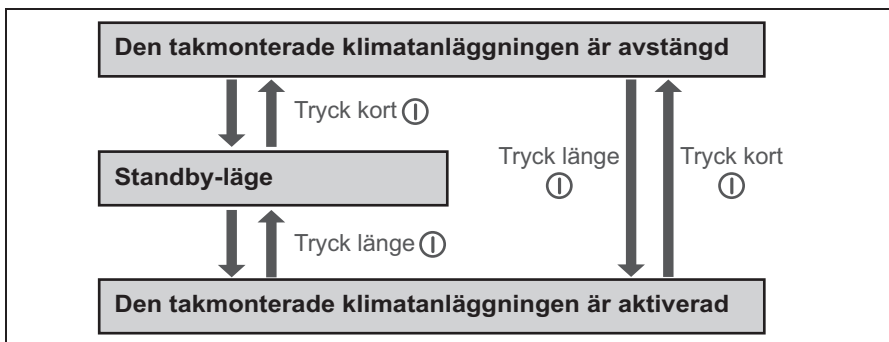 Den takmonterade klimatanläggningen är avstängd
Tryck kort
Standby-läge
Tryck länge
Tryck kort
Tryck länge
Den takmonterade klimatanläggningen är aktiverad